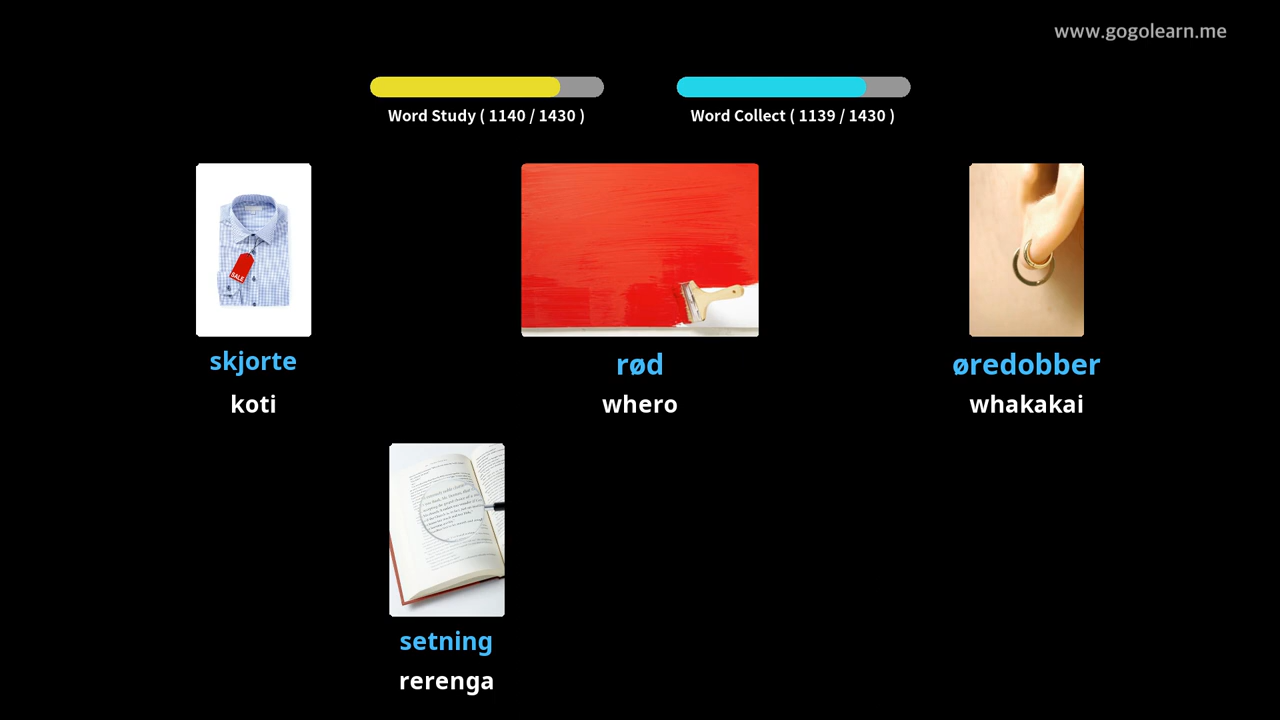 www.gogolearn.me
Word Study ( 1140 / 1430 )
Word Collect ( 1139 / 1430 )
SALE
skjorte
koti
rød
whero
øredobber
whakakai
setning
rerenga